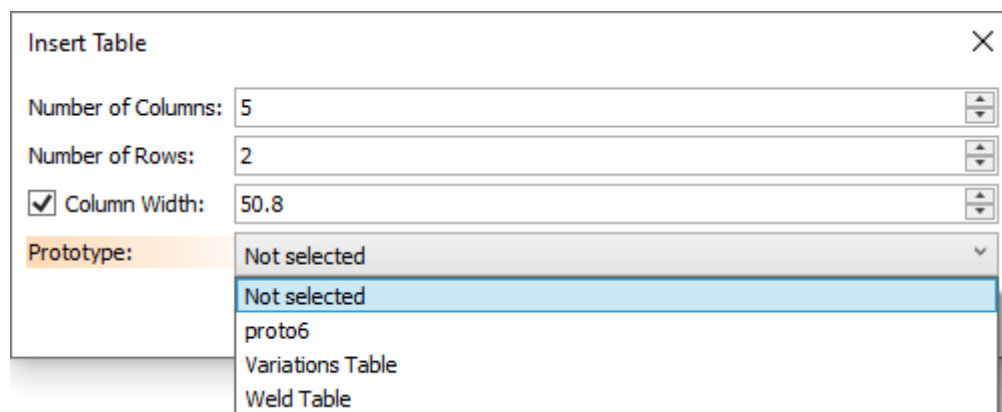 Insert Table
Number of Columns: 5
Number of Rows: 2
Column Width: 50.8
Prototype: Not selected
Not selected
proto6
Variations Table
Weld Table